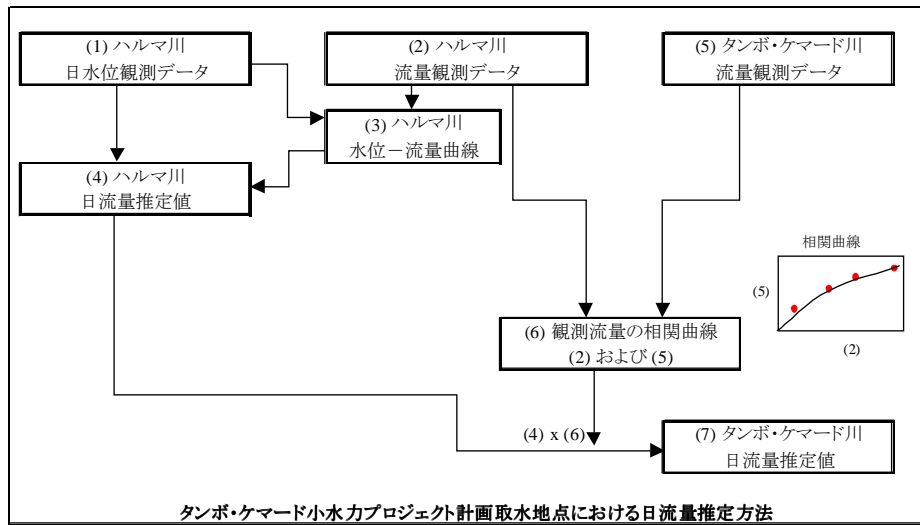 (1) ハルマ川
日水位観測データ
(2) ハルマ川
流量観測データ
(5) タンボ・ケマード川
流量観測データ
(3) ハルマ川
水位－流量曲線
(4) ハルマ川
日流量推定値
相関曲線
(5)
(2)
(6) 観測流量の相関曲線
(2) および (5)
(4) x (6)
(7) タンボ・ケマード川
日流量推定値
タンボ・ケマード小水力プロジェクト計画取水地点における日流量推定方法